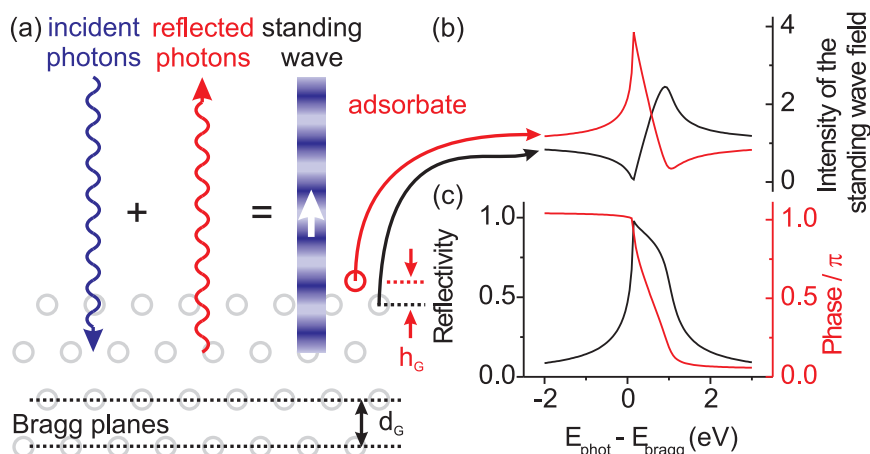 (a) incident photons
reflected photons
standing wave
+
=
adsorbate
h_G
Bragg planes
d_G
(b)
4
2
0
Intensity of the standing wave field
(c)
1.0
0.5
0.0
Reflectivity
1.0
0.5
0.0
Phase / π
-2
0
2
E_phot - E_bragg (eV)